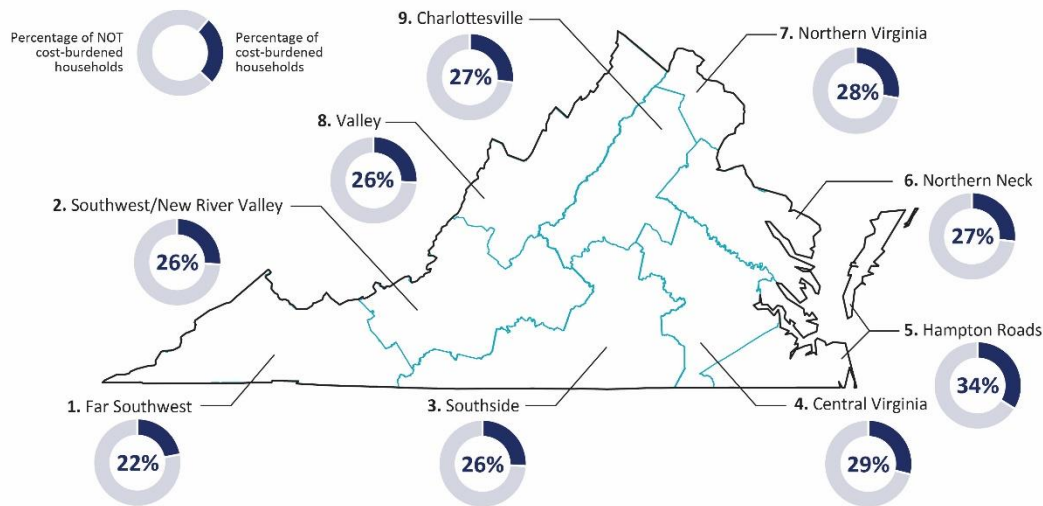 Percentage of NOT
cost-burdened
households
Percentage of
cost-burdened
households
9. Charlottesville
27%
7. Northern Virginia
28%
8. Valley
26%
6. Northern Neck
27%
2. Southwest/New River Valley
26%
5. Hampton Roads
34%
1. Far Southwest
22%
3. Southside
26%
4. Central Virginia
29%